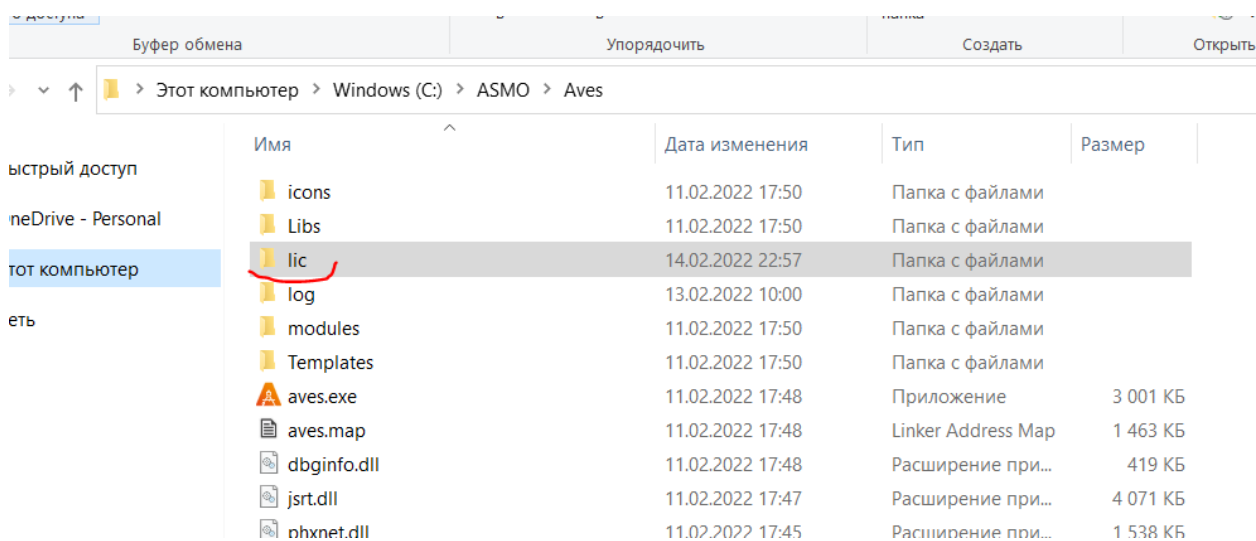 Буфер обмена Упорядочить Создать Открыть
Этот компьютер > Windows (C:) > ASMO > Aves
Имя Дата изменения Тип Размер
ыстрый доступ
neDrive - Personal
тот компьютер
еть
icons 11.02.2022 17:50 Папка с файлами
Libs 11.02.2022 17:50 Папка с файлами
lic 14.02.2022 22:57 Папка с файлами
log 13.02.2022 10:00 Папка с файлами
modules 11.02.2022 17:50 Папка с файлами
Templates 11.02.2022 17:50 Папка с файлами
aves.exe 11.02.2022 17:48 Приложение 3 001 КБ
aves.map 11.02.2022 17:48 Linker Address Map 1 463 КБ
dbginfo.dll 11.02.2022 17:48 Расширение при... 419 КБ
jsrt.dll 11.02.2022 17:47 Расширение при... 4 071 КБ
phxnet.dll 11.02.2022 17:45 Расширение при... 1 538 КБ